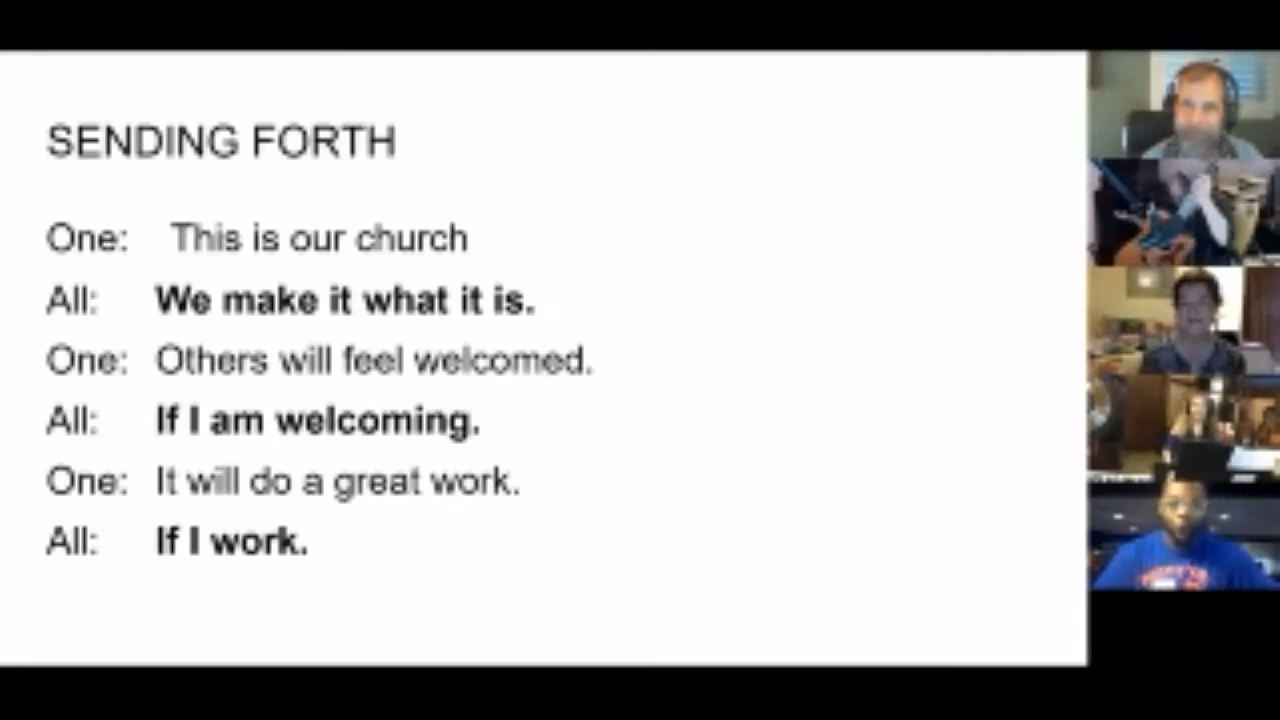 SENDING FORTH
One: This is our church
All: We make it what it is.
One: Others will feel welcomed.
All: If I am welcoming.
One: It will do a great work.
All: If I work.